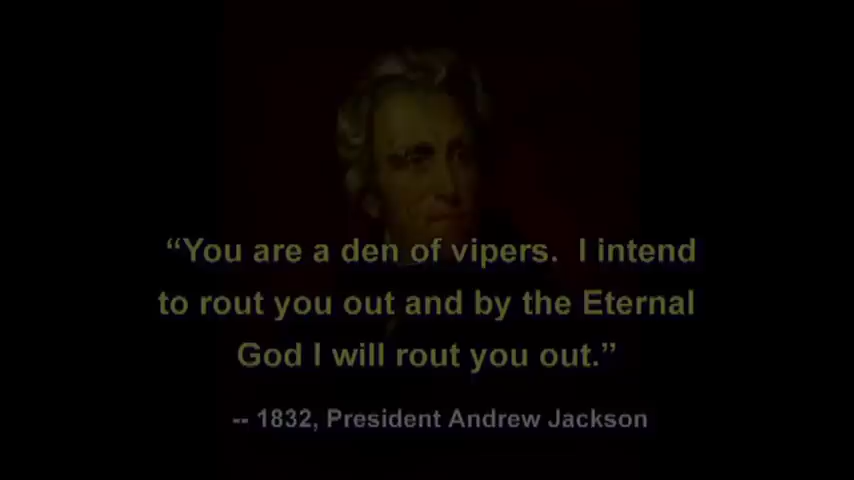 “You are a den of vipers.  I intend
to rout you out and by the Eternal
God I will rout you out.”
-- 1832, President Andrew Jackson